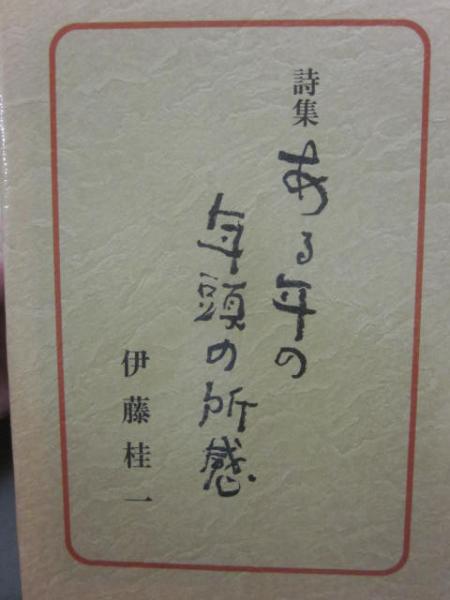 詩集 ある年の
年頭の所感
伊藤桂一